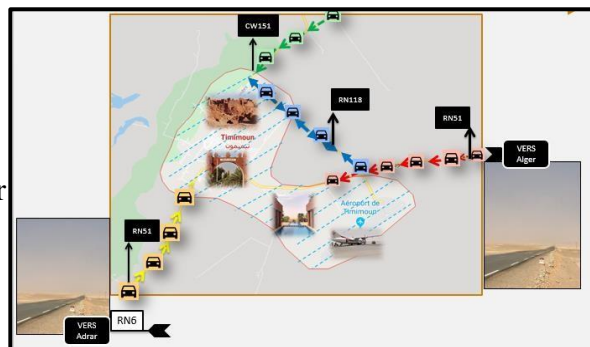 CW151
RN118
RN51
VERS
Alger
Timimoun
تيميمون
r
Aéroport de
Timimoun
RN51
RN6
VERS
Adrar